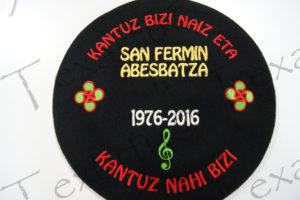 KANTUZ BIZI NAIZ ETA
SAN FERMIN
ABESBATZA
1976-2016
KANTUZ NAHI BIZI